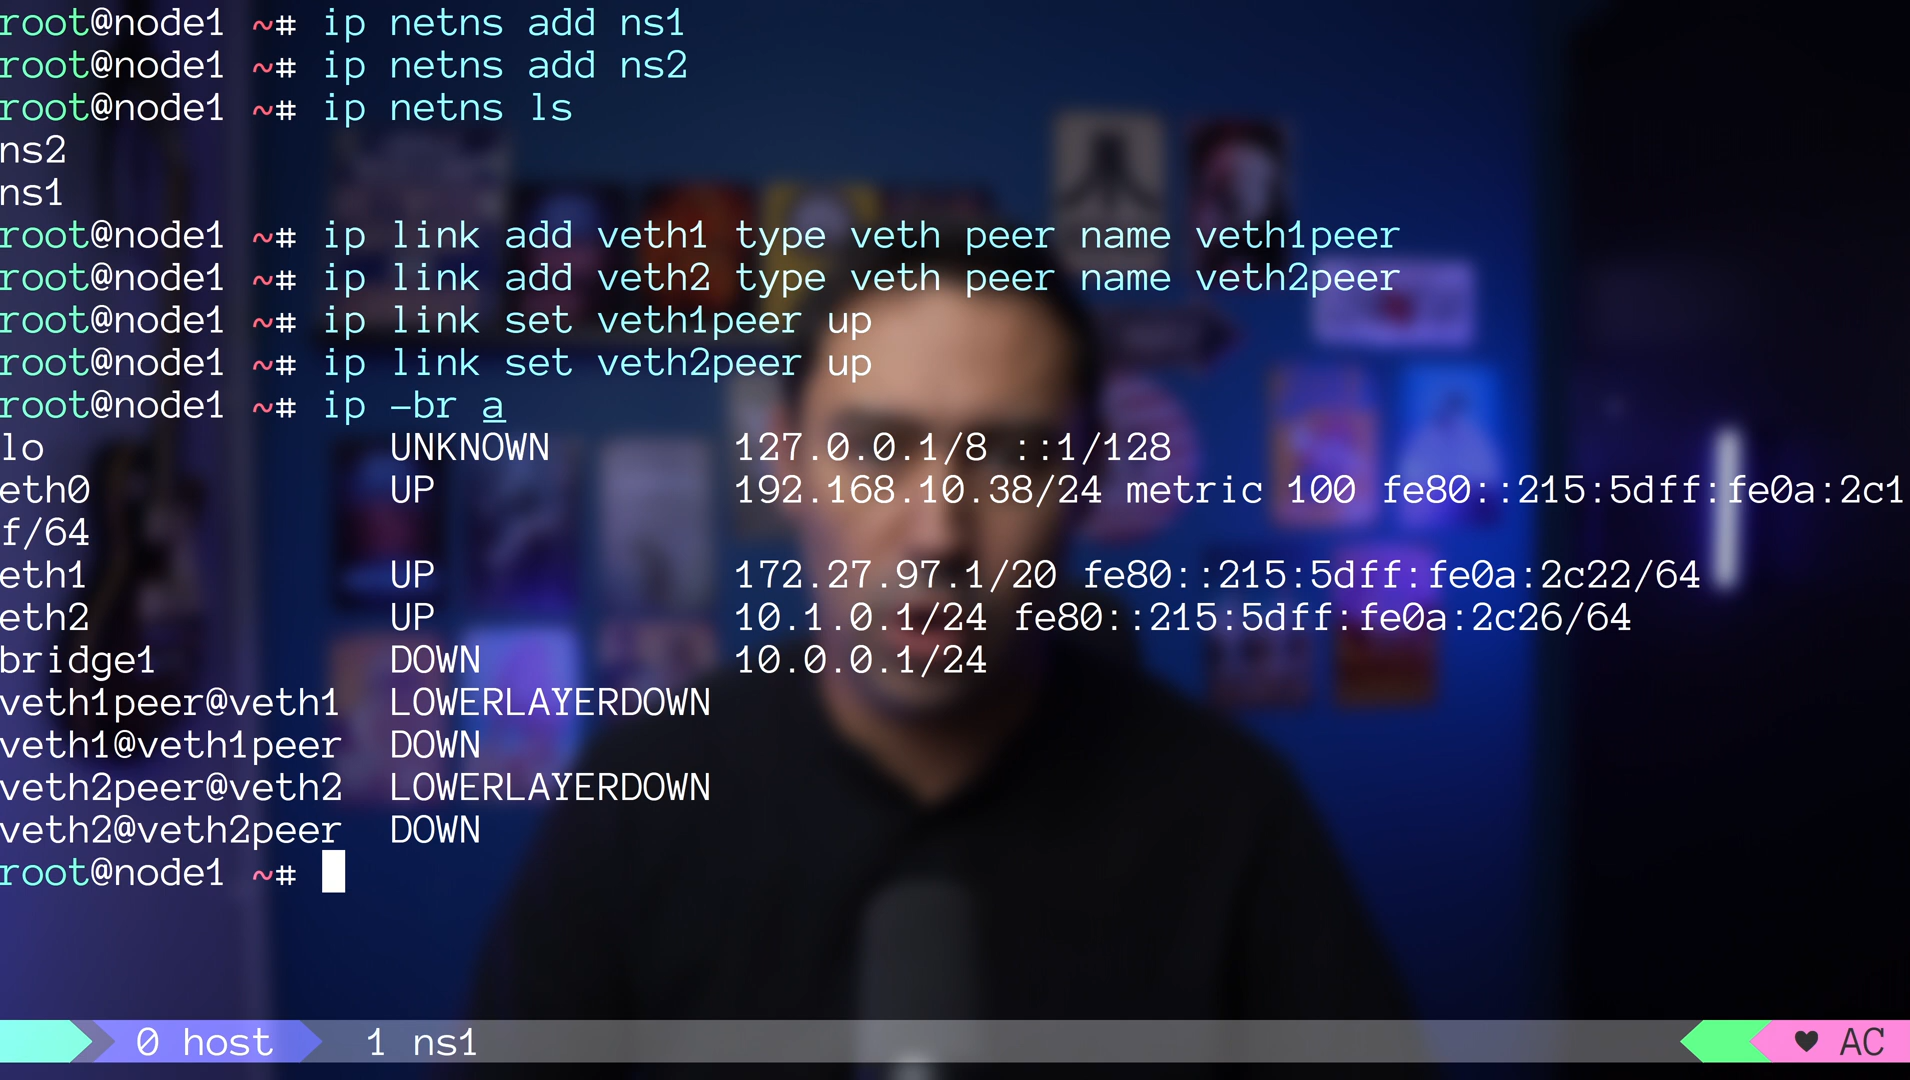 root@node1 ~# ip netns add ns1
root@node1 ~# ip netns add ns2
root@node1 ~# ip netns ls
ns2
ns1
root@node1 ~# ip link add veth1 type veth peer name veth1peer
root@node1 ~# ip link add veth2 type veth peer name veth2peer
root@node1 ~# ip link set veth1peer up
root@node1 ~# ip link set veth2peer up
root@node1 ~# ip -br a
lo UNKNOWN 127.0.0.1/8 ::1/128
eth0 UP 192.168.10.38/24 metric 100 fe80::215:5dff:fe0a:2c1
f/64
eth1 UP 172.27.97.1/20 fe80::215:5dff:fe0a:2c22/64
eth2 UP 10.1.0.1/24 fe80::215:5dff:fe0a:2c26/64
bridge1 DOWN 10.0.0.1/24
veth1peer@veth1 LOWERLAYERDOWN
veth1@veth1peer DOWN
veth2peer@veth2 LOWERLAYERDOWN
veth2@veth2peer DOWN
root@node1 ~#
0 host 1 ns1 ♥ AC